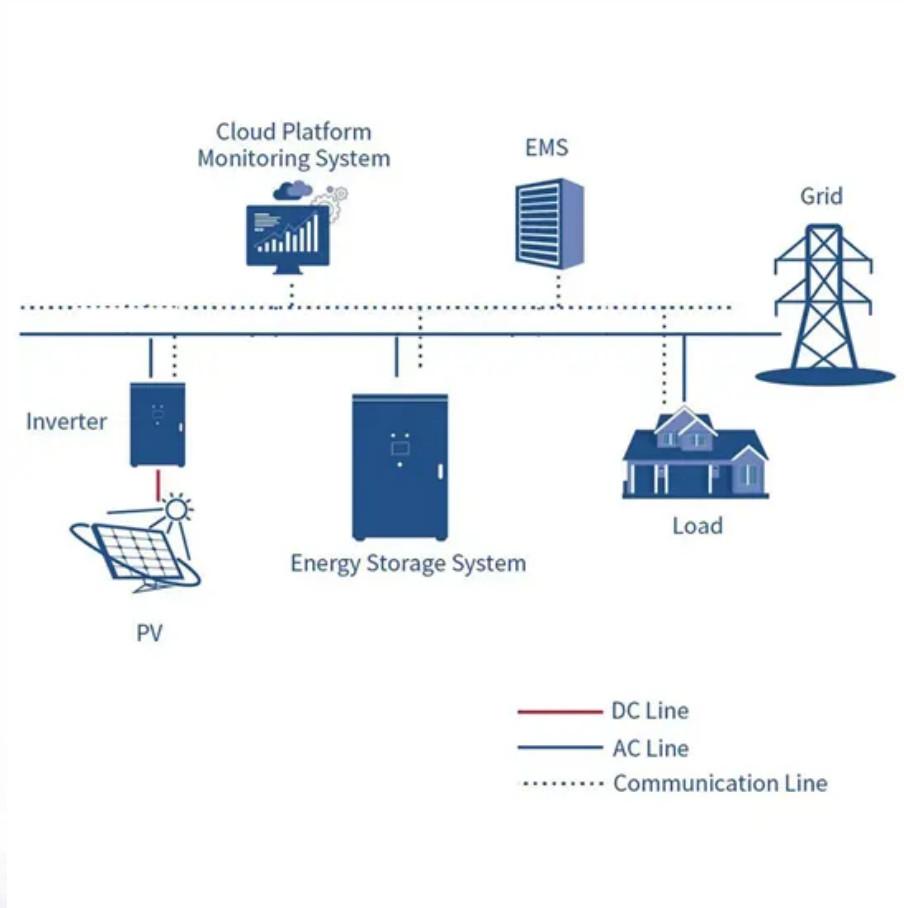 Cloud Platform
Monitoring System
EMS
Grid
Inverter
Load
Energy Storage System
PV
DC Line
AC Line
Communication Line